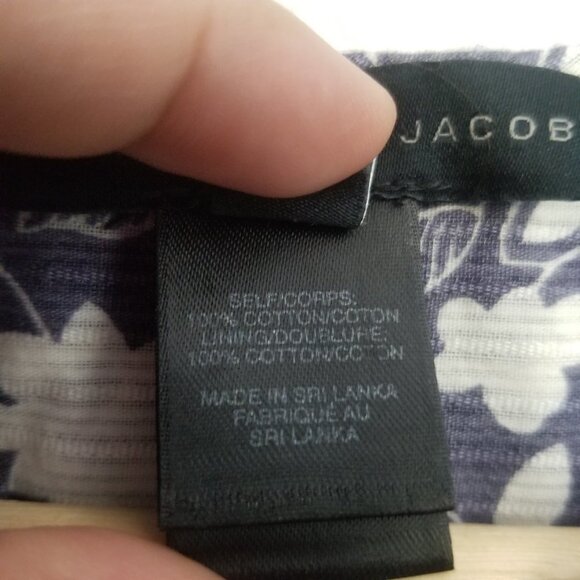 JACOB
SELF/CORPS:
100% COTTON/COTON
LINING/DOUBLURE:
100% COTTON/COTON
MADE IN SRI LANKA
FABRIQUÉ AU
SRI LANKA